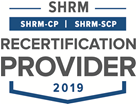 SHRM
SHRM-CP | SHRM-SCP
RECERTIFICATION
PROVIDER
2019